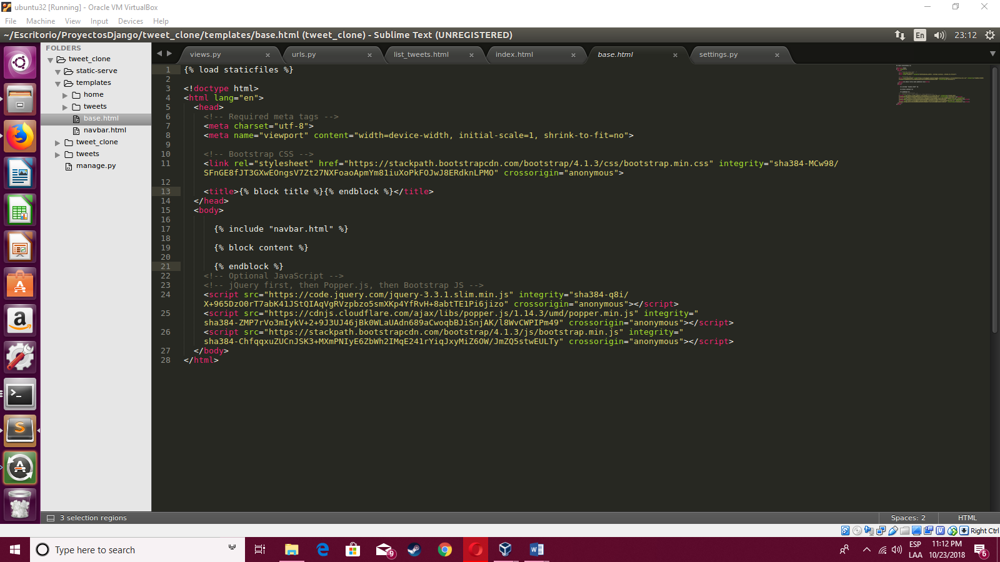 ubuntu32 [Running] - Oracle VM VirtualBox
File Machine View Input Devices Help
~/Escritorio/ProyectosDjango/tweet_clone/templates/base.html (tweet_clone) - Sublime Text (UNREGISTERED)
En 23:12
FOLDERS
tweet_clone
static-serve
templates
home
tweets
base.html
navbar.html
tweet_clone
tweets
manage.py
views.py × urls.py × list_tweets.html × index.html × base.html × settings.py ×
1 {% load staticfiles %}
2
3 <!doctype html>
4 <html lang="en">
5 <head>
6 <!-- Required meta tags -->
7 <meta charset="utf-8">
8 <meta name="viewport" content="width=device-width, initial-scale=1, shrink-to-fit=no">
9
10 <!-- Bootstrap CSS -->
11 <link rel="stylesheet" href="https://stackpath.bootstrapcdn.com/bootstrap/4.1.3/css/bootstrap.min.css" integrity="sha384-MCw98/
SFnGE8fJT3GXwEOngsV7Zt27NXFoaoApmYm81iuXoPkFOJwJ8ERdknLPMO" crossorigin="anonymous">
12
13 <title>{% block title %}{% endblock %}</title>
14 </head>
15 <body>
16
17 {% include "navbar.html" %}
18
19 {% block content %}
20
21 {% endblock %}
22 <!-- Optional JavaScript -->
23 <!-- jQuery first, then Popper.js, then Bootstrap JS -->
24 <script src="https://code.jquery.com/jquery-3.3.1.slim.min.js" integrity="sha384-q8i/
X+965DzO0rT7abK41JStQIAqVgRVzpbzo5smXKp4YfRvH+8abtTE1Pi6jizo" crossorigin="anonymous"></script>
25 <script src="https://cdnjs.cloudflare.com/ajax/libs/popper.js/1.14.3/umd/popper.min.js" integrity="
sha384-ZMP7rVo3mIykV+2+9J3UJ46jBk0WLaUAdn689aCwoqbBJiSnjAK/l8WvCWPIPm49" crossorigin="anonymous"></script>
26 <script src="https://stackpath.bootstrapcdn.com/bootstrap/4.1.3/js/bootstrap.min.js" integrity="
sha384-ChfqqxuZUCnJSK3+MXmPNIyE6ZbWh2IMqE241rYiqJxyMiZ6OW/JmZQ5stwEULTy" crossorigin="anonymous"></script>
27 </body>
28 </html>
3 selection regions
Spaces: 2 HTML
Right Ctrl
Type here to search
9
ESP
LAA
11:12 PM
10/23/2018
6